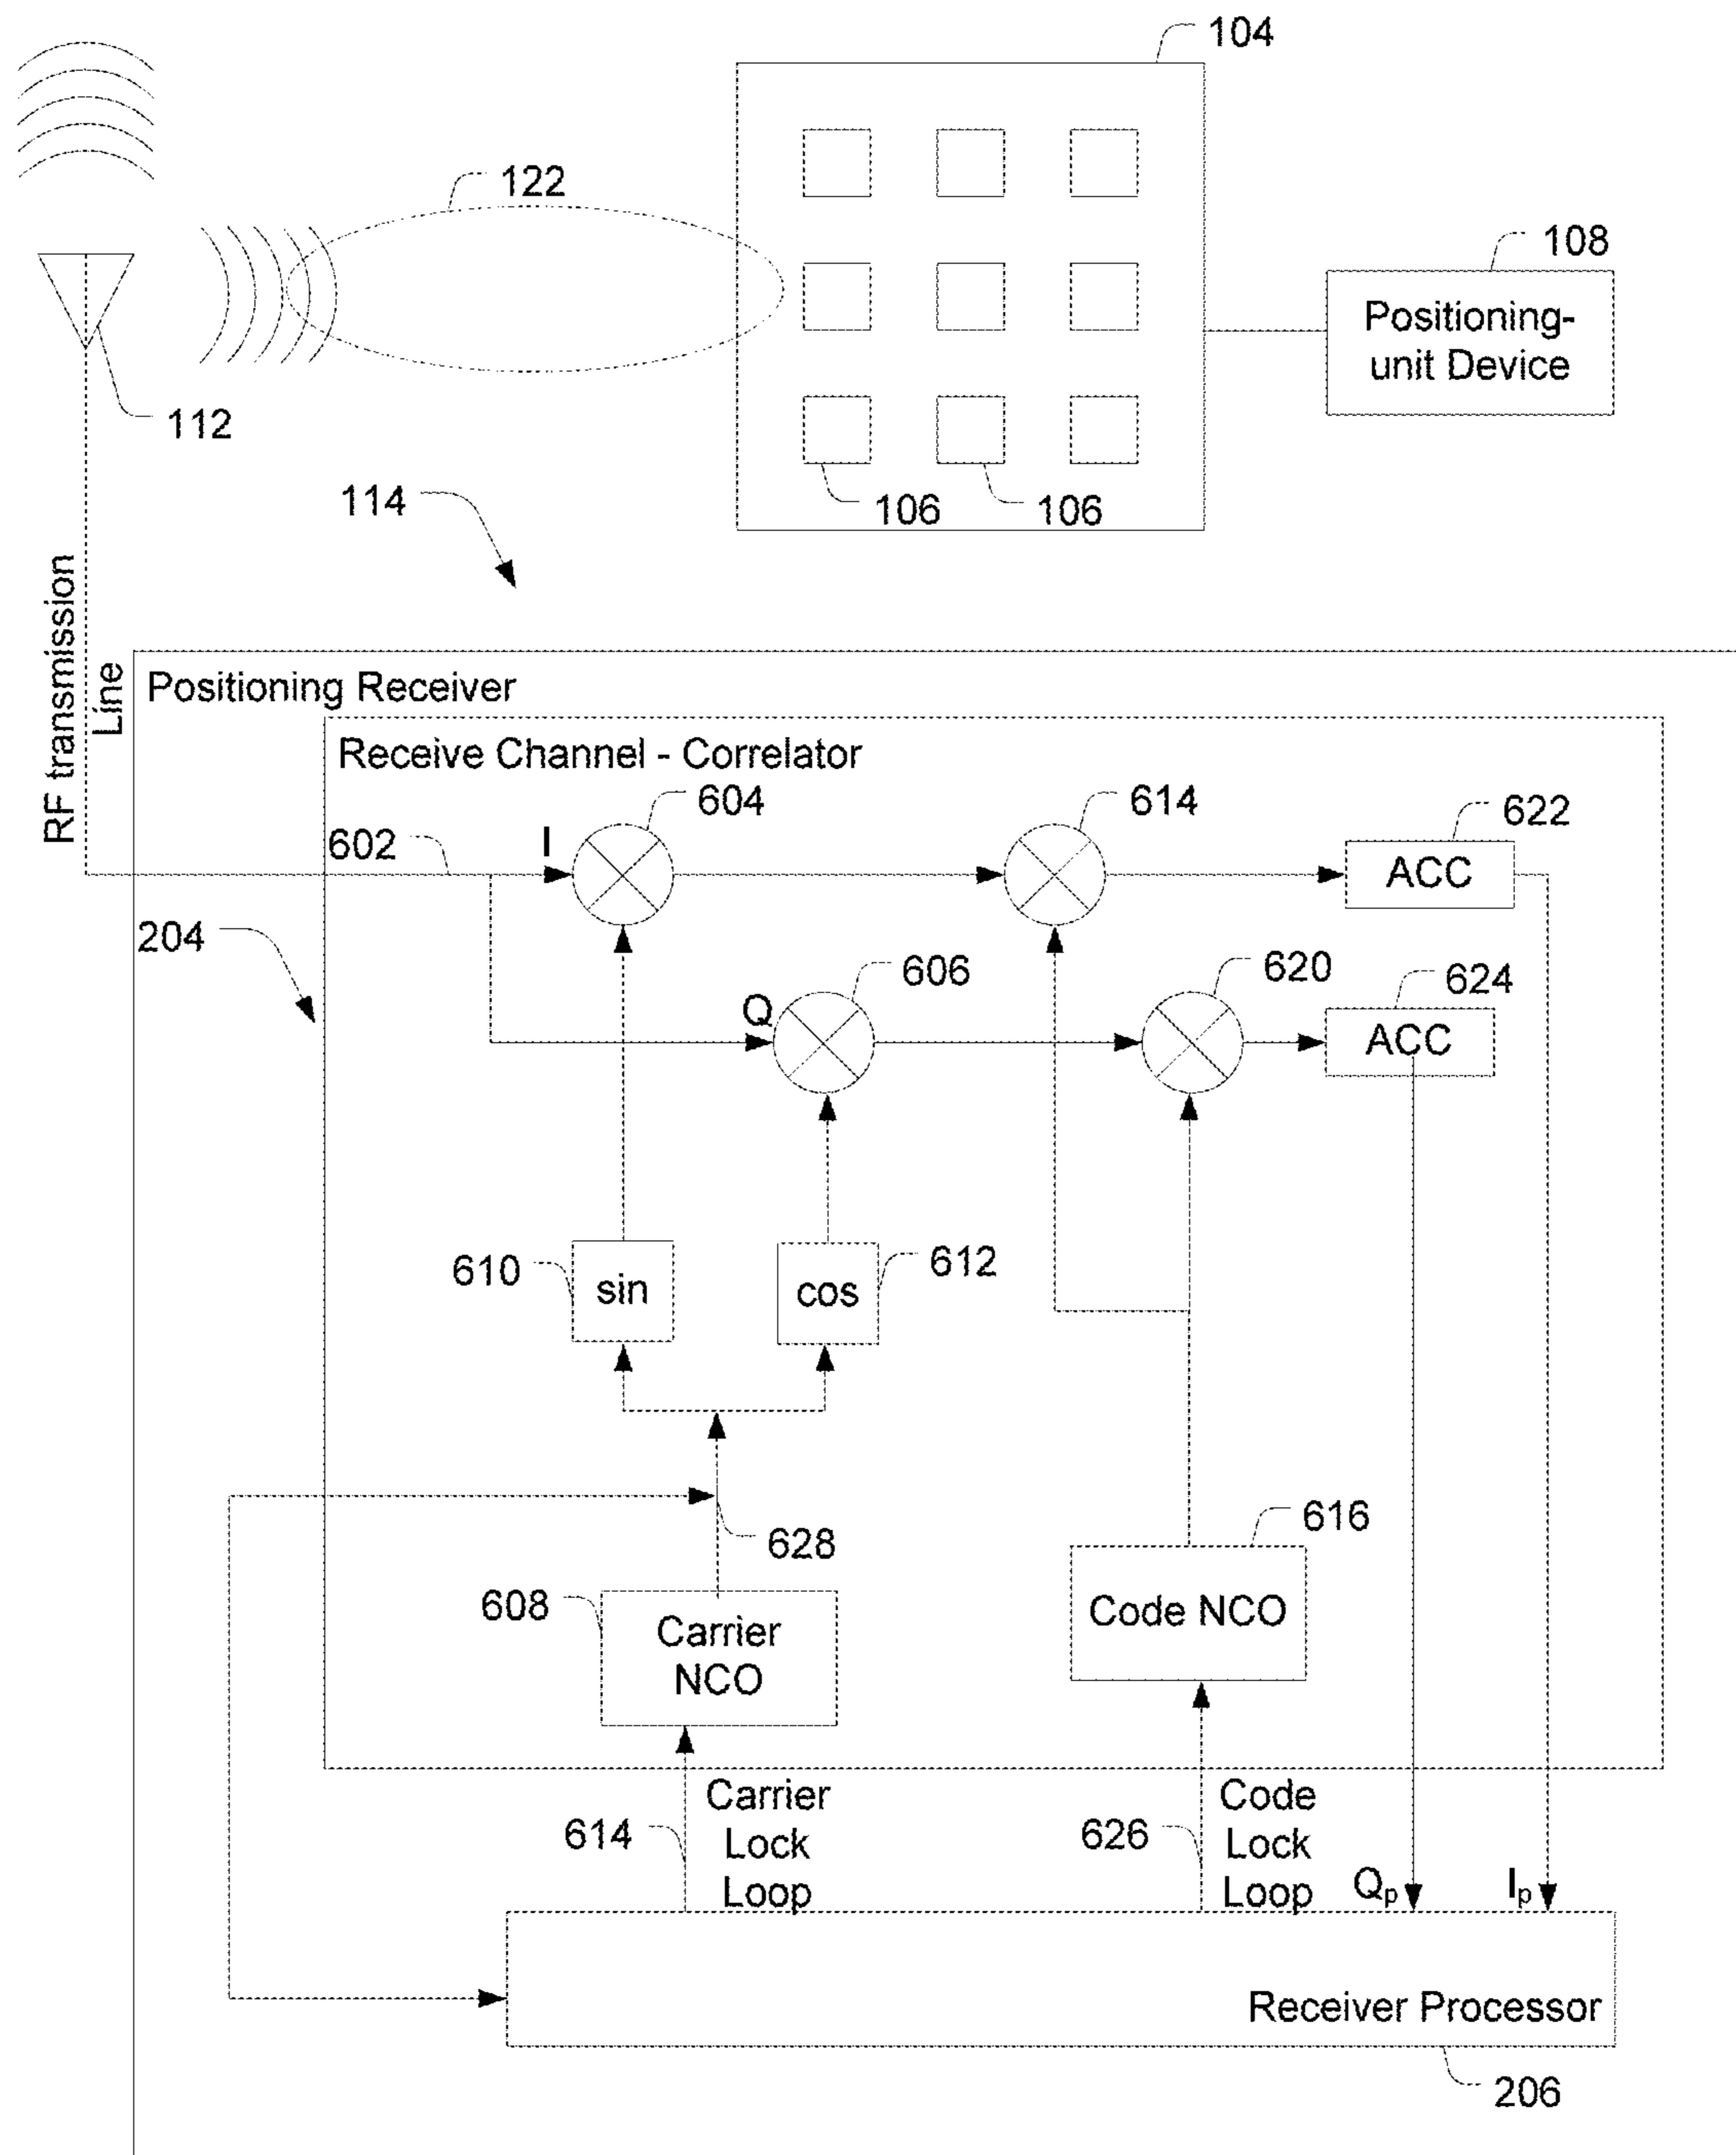 104
122
108
Positioning-
unit Device
112
114
106
106
RF transmission
Line
Positioning Receiver
Receive Channel - Correlator
604
614
622
602
I
ACC
204
606
620
624
Q
ACC
610
sin
cos
612
628
616
608
Carrier
NCO
Code NCO
614
Carrier
Lock
Loop
626
Code
Lock
Loop
Qp
Ip
Receiver Processor
206